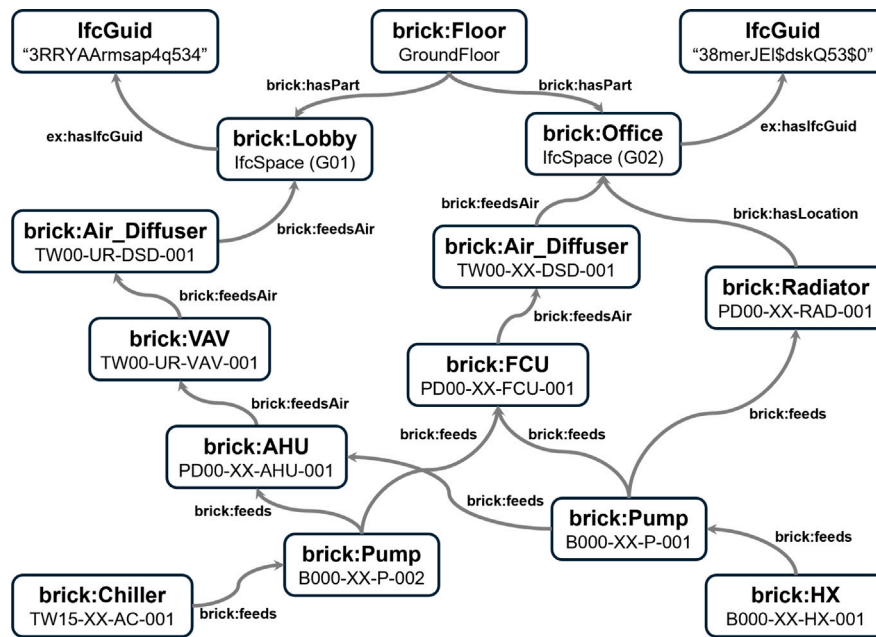 IfcGuid
“3RRYAArmsap4q534”
brick:Floor
GroundFloor
IfcGuid
“38merJEl$dskQ53$0”
brick:hasPart
brick:hasPart
ex:hasIfcGuid
brick:Lobby
IfcSpace (G01)
brick:Office
IfcSpace (G02)
ex:hasIfcGuid
brick:feedsAir
brick:hasLocation
brick:Air_Diffuser
TW00-UR-DSD-001
brick:feedsAir
brick:Air_Diffuser
TW00-XX-DSD-001
brick:Radiator
PD00-XX-RAD-001
brick:feedsAir
brick:feedsAir
brick:VAV
TW00-UR-VAV-001
brick:FCU
PD00-XX-FCU-001
brick:feedsAir
brick:feeds
brick:feeds
brick:feeds
brick:AHU
PD00-XX-AHU-001
brick:feeds
brick:feeds
brick:Pump
B000-XX-P-001
brick:feeds
brick:Pump
B000-XX-P-002
brick:Chiller
TW15-XX-AC-001
brick:feeds
brick:HX
B000-XX-HX-001